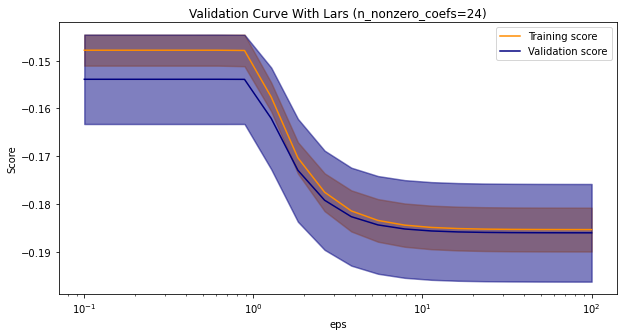 Validation Curve With Lars (n_nonzero_coefs=24)
Training score
Validation score
Score
−0.15
−0.16
−0.17
−0.18
−0.19
10⁻¹ 10⁰ 10¹ 10²
eps